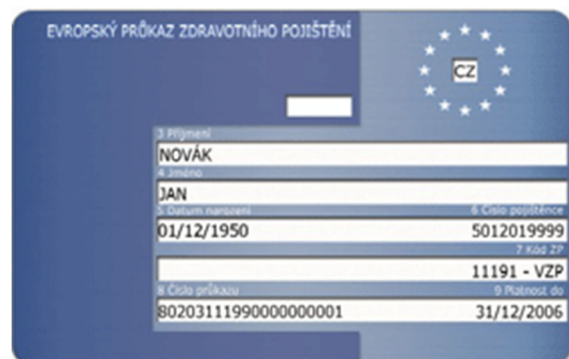 EVROPSKÝ PRŮKAZ ZDRAVOTNÍHO POJIŠTĚNÍ
CZ
3 Příjmení
NOVÁK
4 Jméno
JAN
5 Datum narození 6 Číslo pojištěnce
01/12/1950 5012019999
7 Kód ZP
11191 - VZP
8 Číslo průkazu 9 Platnost do
80203111990000000001 31/12/2006